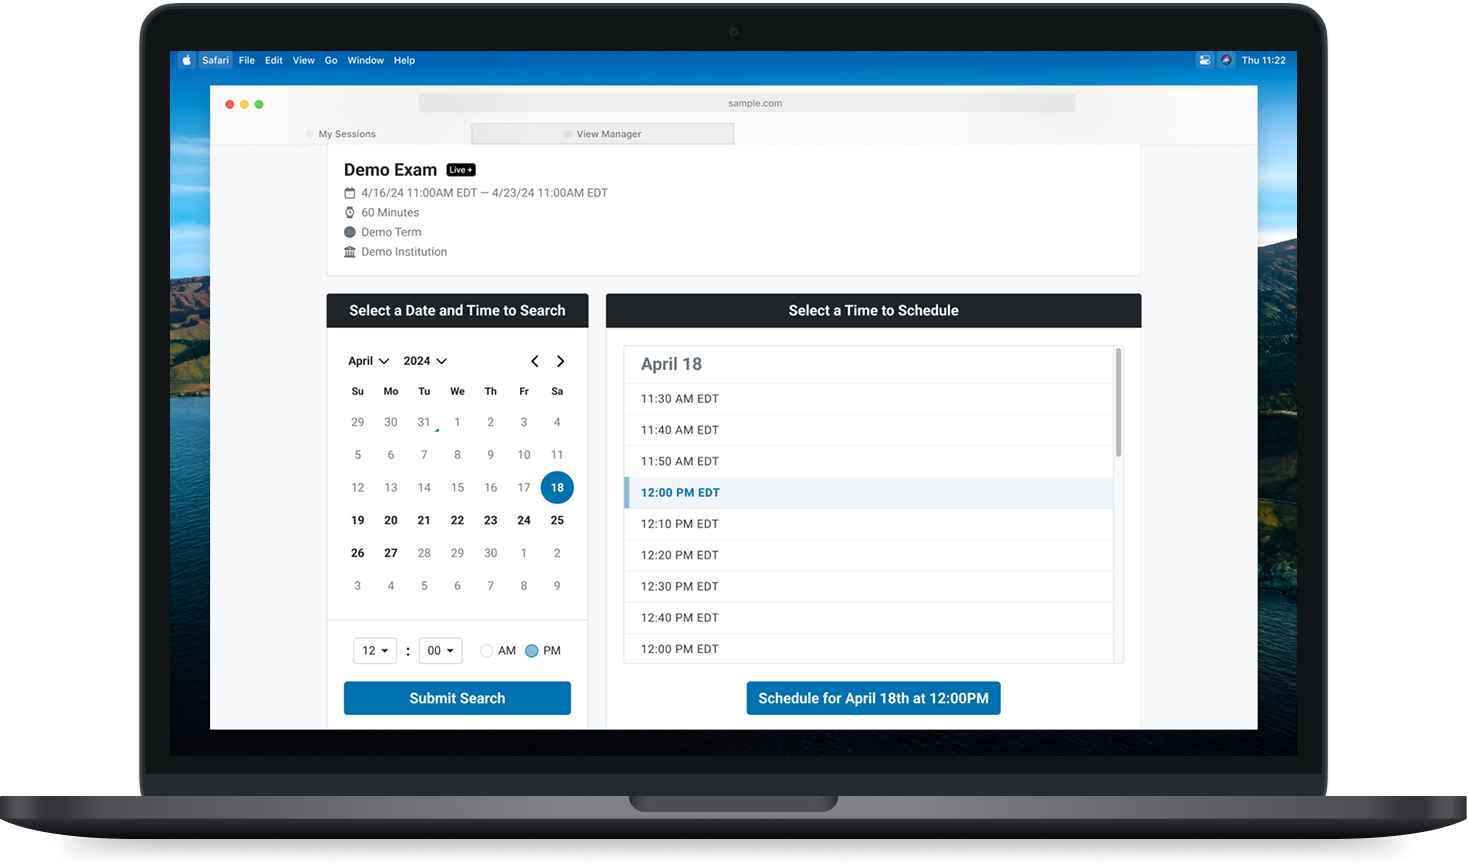 Safari File Edit View Go Window Help Thu 11:22
sample.com
My Sessions View Manager
Demo Exam Live +
4/16/24 11:00AM EDT — 4/23/24 11:00AM EDT
60 Minutes
Demo Term
Demo Institution
Select a Date and Time to Search
April 2024
Su Mo Tu We Th Fr Sa
29 30 31 1 2 3 4
5 6 7 8 9 10 11
12 13 14 15 16 17 18
19 20 21 22 23 24 25
26 27 28 29 30 1 2
3 4 5 6 7 8 9
12 : 00 AM PM
Submit Search
Select a Time to Schedule
April 18
11:30 AM EDT
11:40 AM EDT
11:50 AM EDT
12:00 PM EDT
12:10 PM EDT
12:20 PM EDT
12:30 PM EDT
12:40 PM EDT
12:00 PM EDT
Schedule for April 18th at 12:00PM